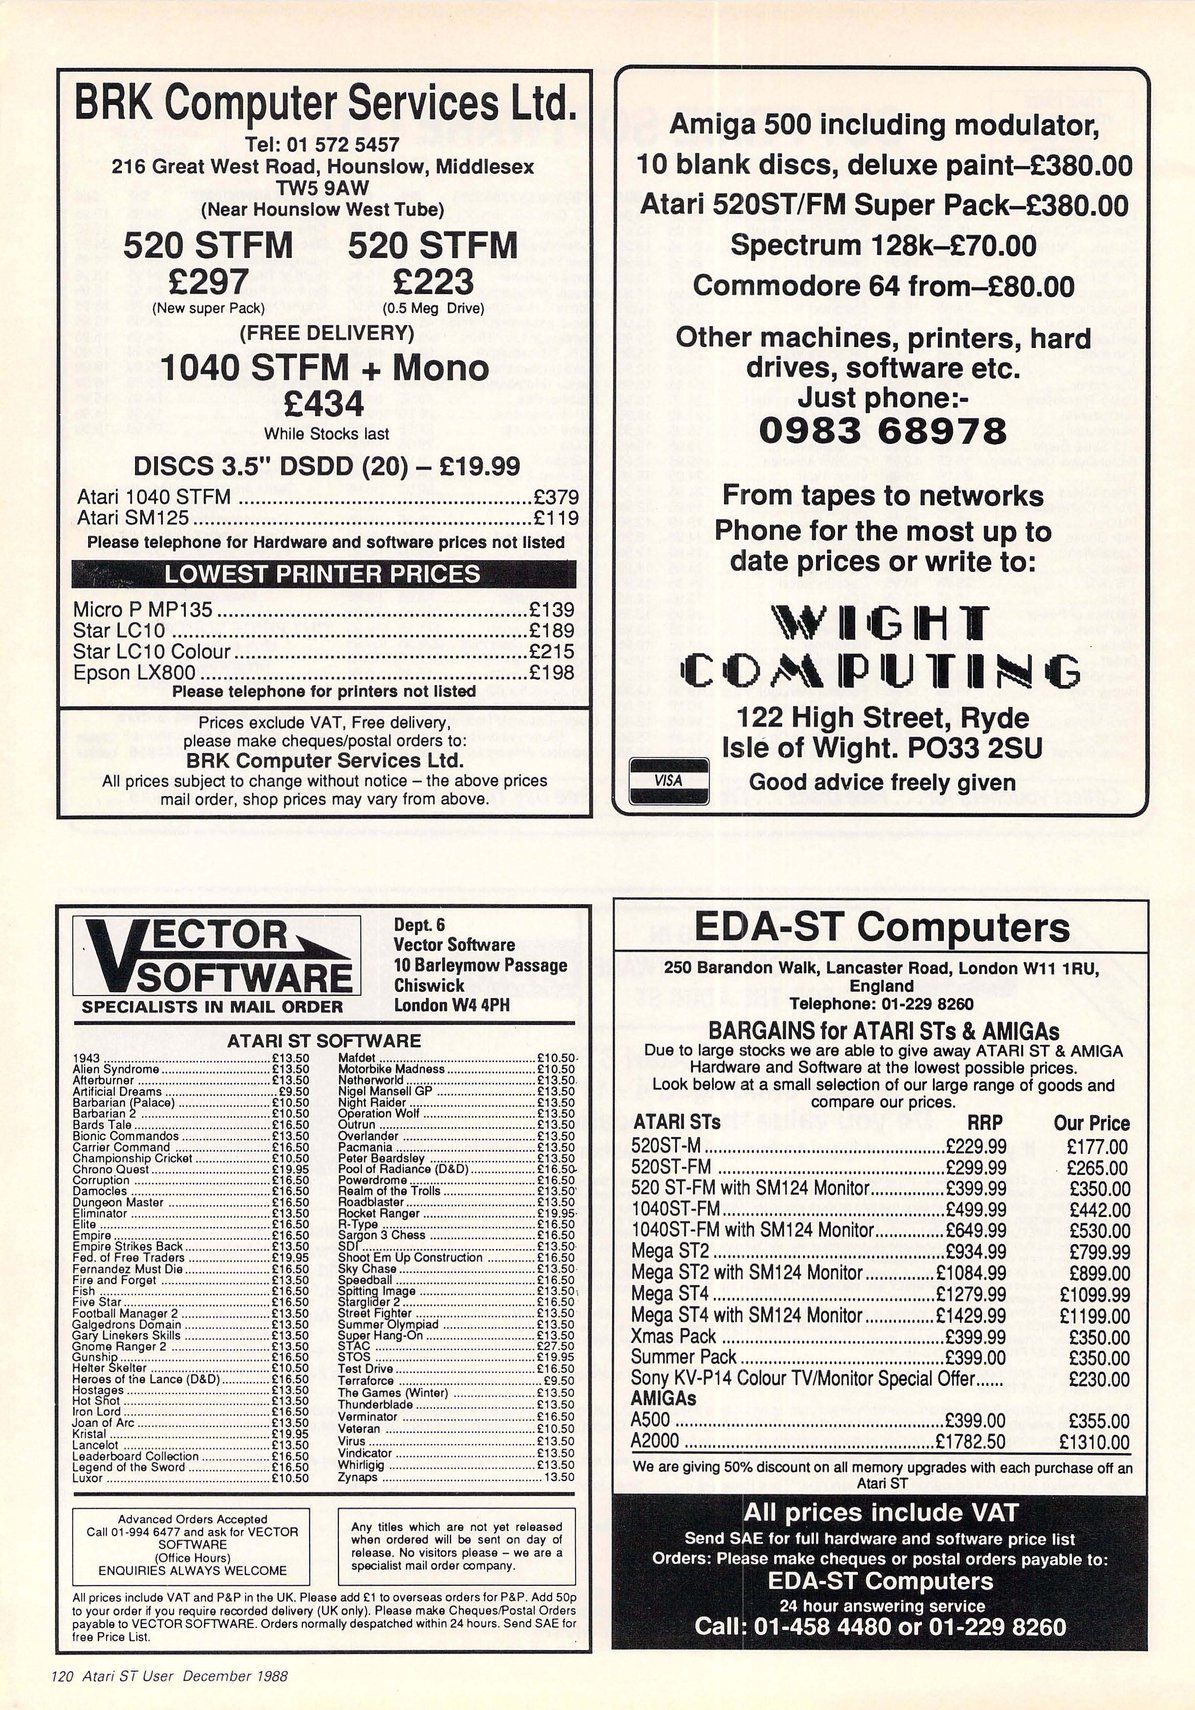 BRK Computer Services Ltd.
Tel: 01 572 5457
216 Great West Road, Hounslow, Middlesex
TW5 9AW
(Near Hounslow West Tube)
520 STFM 520 STFM
£297 £223
(New super Pack) (0.5 Meg Drive)
(FREE DELIVERY)
1040 STFM + Mono
£434
While Stocks last
DISCS 3.5" DSDD (20) – £19.99
Atari 1040 STFM ........£379
Atari SM125 ........£119
Please telephone for Hardware and software prices not listed
LOWEST PRINTER PRICES
Micro P MP135 ........£139
Star LC10 ........£189
Star LC10 Colour ........£215
Epson LX800 ........£198
Please telephone for printers not listed
Prices exclude VAT, Free delivery,
please make cheques/postal orders to:
BRK Computer Services Ltd.
All prices subject to change without notice – the above prices
mail order, shop prices may vary from above.
Amiga 500 including modulator,
10 blank discs, deluxe paint–£380.00
Atari 520ST/FM Super Pack–£380.00
Spectrum 128k–£70.00
Commodore 64 from–£80.00
Other machines, printers, hard
drives, software etc.
Just phone:-
0983 68978
From tapes to networks
Phone for the most up to
date prices or write to:
WIGHT
COMPUTING
122 High Street, Ryde
Isle of Wight. PO33 2SU
VISA
Good advice freely given
VECTOR
SOFTWARE
SPECIALISTS IN MAIL ORDER
Dept. 6
Vector Software
10 Barleymow Passage
Chiswick
London W4 4PH
ATARI ST SOFTWARE
1943 ........£13.50
Alien Syndrome ........£13.50
Afterburner ........£13.50
Artificial Dreams ........£9.50
Barbarian (Palace) ........£10.50
Barbarian 2 ........£10.50
Bards Tale ........£16.50
Bionic Commandos ........£13.50
Carrier Command ........£16.50
Championship Cricket ........£10.50
Chrono Quest ........£19.95
Corruption ........£16.50
Damocles ........£16.50
Dungeon Master ........£16.50
Eliminator ........£13.50
Elite ........£16.50
Empire ........£16.50
Empire Strikes Back ........£13.50
Fed. of Free Traders ........£19.95
Fernandez Must Die ........£16.50
Fire and Forget ........£13.50
Fish ........£16.50
Five Star ........£16.50
Football Manager 2 ........£13.50
Galgedrons Domain ........£13.50
Gary Linekers Skills ........£13.50
Gnome Ranger 2 ........£13.50
Gunship ........£16.50
Helter Skelter ........£10.50
Heroes of the Lance (D&D) ........£16.50
Hostages ........£13.50
Hot Shot ........£13.50
Iron Lord ........£16.50
Joan of Arc ........£13.50
Kristal ........£19.95
Lancelot ........£13.50
Leaderboard Collection ........£16.50
Legend of the Sword ........£16.50
Luxor ........£10.50
Mafdet ........£10.50
Motorbike Madness ........£10.50
Netherworld ........£13.50
Nigel Mansell GP ........£13.50
Night Raider ........£13.50
Operation Wolf ........£13.50
Outrun ........£13.50
Overlander ........£13.50
Pacmania ........£13.50
Peter Beardsley ........£13.50
Pool of Radiance (D&D) ........£16.50
Powerdrome ........£16.50
Realm of the Trolls ........£13.50
Roadblaster ........£13.50
Rocket Ranger ........£19.95
R-Type ........£16.50
Sargon 3 Chess ........£16.50
SDI ........£13.50
Shoot Em Up Construction ........£16.50
Sky Chase ........£13.50
Speedball ........£16.50
Spitting Image ........£13.50
Starglider 2 ........£16.50
Street Fighter ........£13.50
Summer Olympiad ........£13.50
Super Hang-On ........£13.50
STAC ........£27.50
STOS ........£19.95
Test Drive ........£16.50
Terraforce ........£9.50
The Games (Winter) ........£13.50
Thunderblade ........£13.50
Verminator ........£16.50
Veteran ........£10.50
Virus ........£13.50
Vindicator ........£13.50
Whirligig ........£13.50
Zynaps ........13.50
Advanced Orders Accepted
Call 01-994 6477 and ask for VECTOR
SOFTWARE
(Office Hours)
ENQUIRIES ALWAYS WELCOME
Any titles which are not yet released
when ordered will be sent on day of
release. No visitors please – we are a
specialist mail order company.
All prices include VAT and P&P in the UK. Please add £1 to overseas orders for P&P. Add 50p
to your order if you require recorded delivery (UK only). Please make Cheques/Postal Orders
payable to VECTOR SOFTWARE. Orders normally despatched within 24 hours. Send SAE for
free Price List.
EDA-ST Computers
250 Barandon Walk, Lancaster Road, London W11 1RU,
England
Telephone: 01-229 8260
BARGAINS for ATARI STs & AMIGAs
Due to large stocks we are able to give away ATARI ST & AMIGA
Hardware and Software at the lowest possible prices.
Look below at a small selection of our large range of goods and
compare our prices.
ATARI STs RRP Our Price
520ST-M ........£229.99 £177.00
520ST-FM ........£299.99 £265.00
520 ST-FM with SM124 Monitor ........£399.99 £350.00
1040ST-FM ........£499.99 £442.00
1040ST-FM with SM124 Monitor ........£649.99 £530.00
Mega ST2 ........£934.99 £799.99
Mega ST2 with SM124 Monitor ........£1084.99 £899.00
Mega ST4 ........£1279.99 £1099.99
Mega ST4 with SM124 Monitor ........£1429.99 £1199.00
Xmas Pack ........£399.99 £350.00
Summer Pack ........£399.00 £350.00
Sony KV-P14 Colour TV/Monitor Special Offer...... £230.00
AMIGAs
A500 ........£399.00 £355.00
A2000 ........£1782.50 £1310.00
We are giving 50% discount on all memory upgrades with each purchase off an
Atari ST
All prices include VAT
Send SAE for full hardware and software price list
Orders: Please make cheques or postal orders payable to:
EDA-ST Computers
24 hour answering service
Call: 01-458 4480 or 01-229 8260
120 Atari ST User December 1988